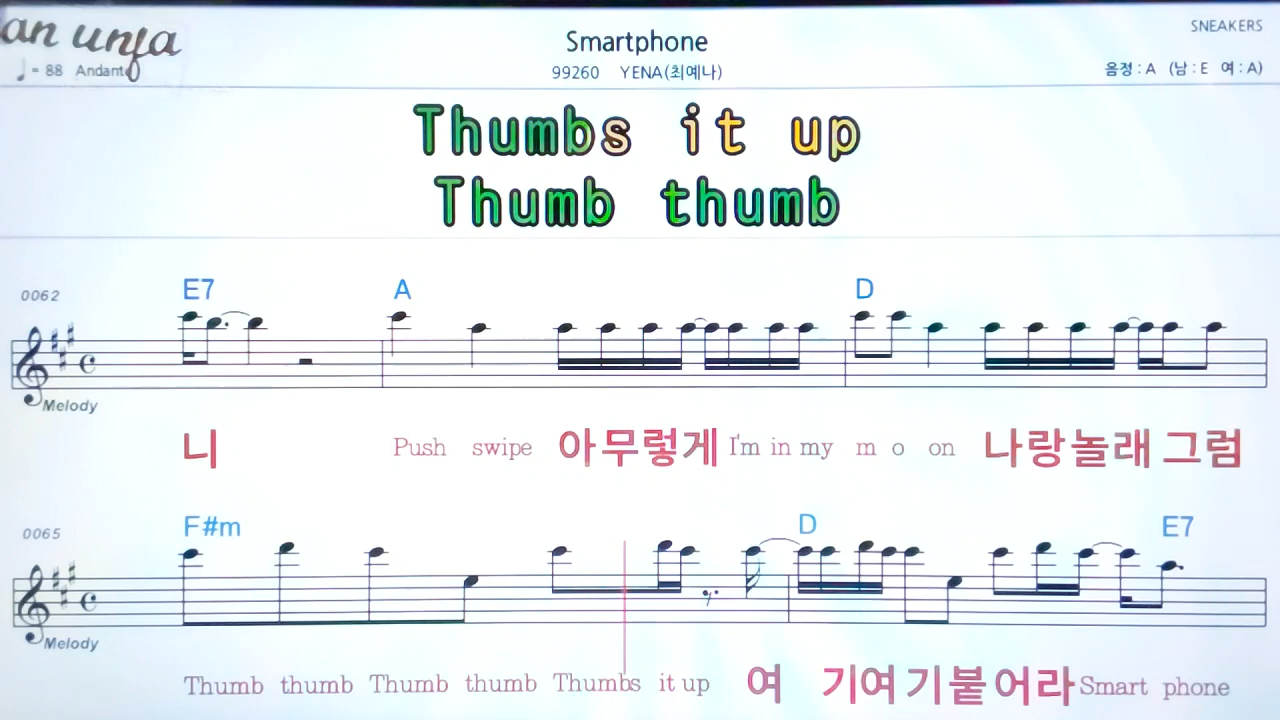 an unja
SNEAKERS
Smartphone
♩= 88 Andante
99260 YENA(최예나)
음정 : A (남 : E 여 : A)
Thumbs it up
Thumb thumb
0062
E7 A D
Melody
니 Push swipe 아무렇게 I'm in my m o on 나랑놀래 그럼
0065
F#m D E7
Melody
Thumb thumb Thumb thumb Thumbs it up 여 기여기붙어라 Smart phone